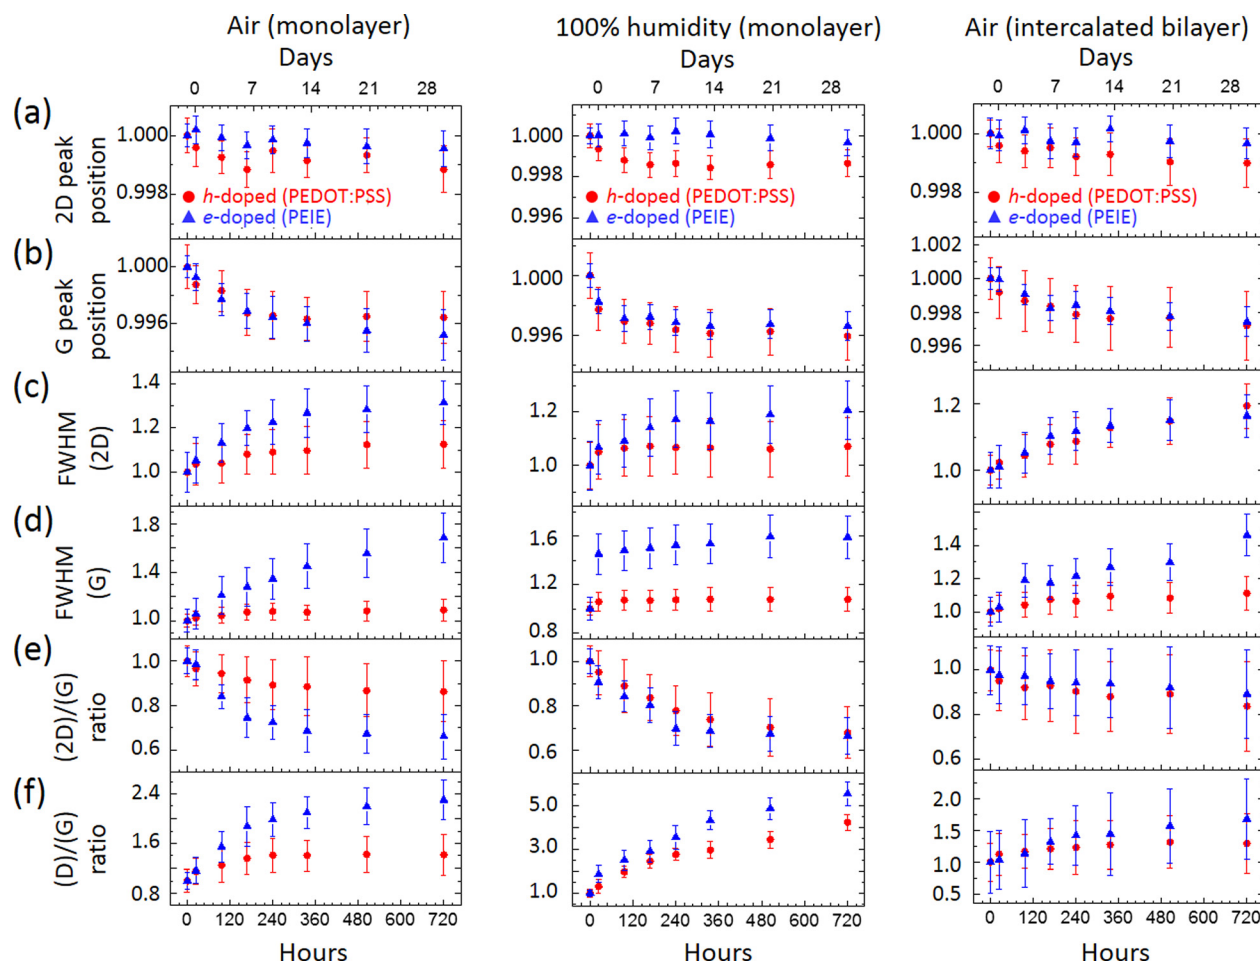 Air (monolayer)
100% humidity (monolayer)
Air (intercalated bilayer)
Days
Days
Days
0 7 14 21 28
0 7 14 21 28
0 7 14 21 28
(a)
2D peak
position
1.000
0.998
h-doped (PEDOT:PSS)
e-doped (PEIE)
1.000
0.998
0.996
h-doped (PEDOT:PSS)
e-doped (PEIE)
1.000
0.998
0.996
h-doped (PEDOT:PSS)
e-doped (PEIE)
(b)
G peak
position
1.000
0.996
1.000
0.996
1.002
1.000
0.998
0.996
(c)
FWHM
(2D)
1.4
1.2
1.0
1.2
1.0
1.2
1.0
(d)
FWHM
(G)
1.8
1.4
1.0
1.6
1.2
0.8
1.4
1.2
1.0
(e)
(2D)/(G)
ratio
1.0
0.8
0.6
1.0
0.8
0.6
1.0
0.8
0.6
(f)
(D)/(G)
ratio
2.4
1.6
0.8
5.0
3.0
1.0
2.0
1.5
1.0
0.5
0 120 240 360 480 600 720
0 120 240 360 480 600 720
0 120 240 360 480 600 720
Hours
Hours
Hours